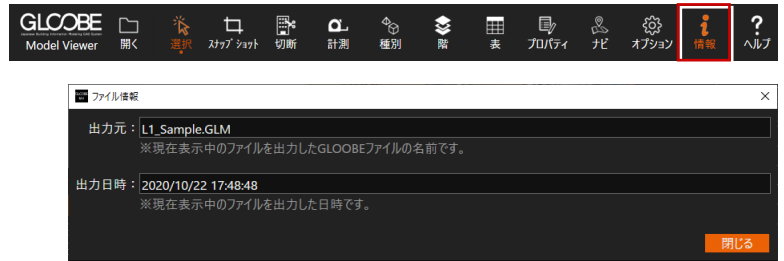 GLOOBE
Model Viewer 開く 選択 スナップショット 切断 計測 種別 階 表 プロパティ ナビ オプション 情報 ヘルプ
ファイル情報
出力元： L1_Sample.GLM
※現在表示中のファイルを出力したGLOOBEファイルの名前です。
出力日時： 2020/10/22 17:48:48
※現在表示中のファイルを出力した日時です。
閉じる